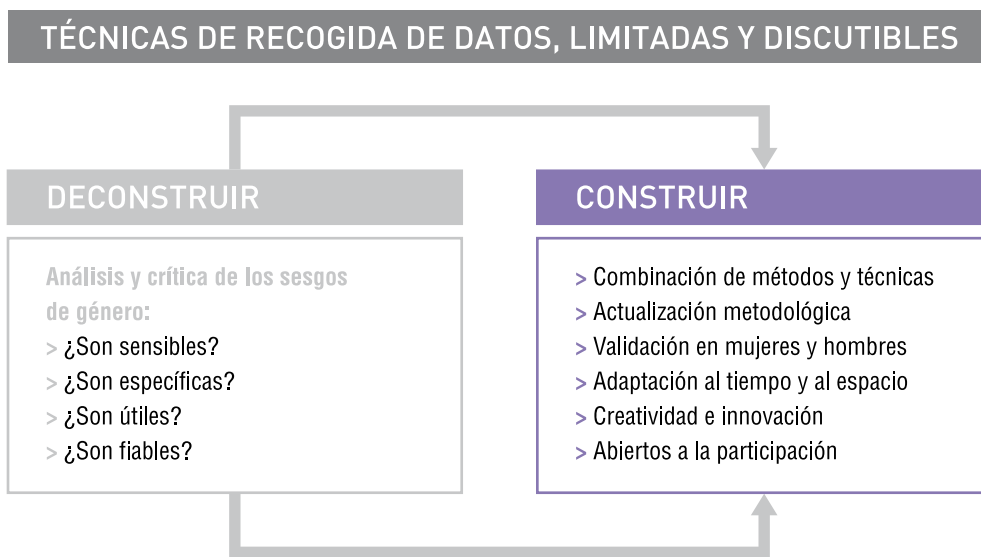 TÉCNICAS DE RECOGIDA DE DATOS, LIMITADAS Y DISCUTIBLES
DECONSTRUIR
Análisis y crítica de los sesgos
de género:
> ¿Son sensibles?
> ¿Son específicas?
> ¿Son útiles?
> ¿Son fiables?
CONSTRUIR
> Combinación de métodos y técnicas
> Actualización metodológica
> Validación en mujeres y hombres
> Adaptación al tiempo y al espacio
> Creatividad e innovación
> Abiertos a la participación